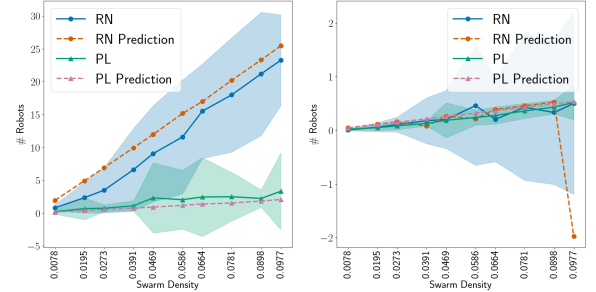 30
25
20
15
10
5
0
−5
# Robots
RN
RN Prediction
PL
PL Prediction
0.0078
0.0195
0.0273
0.0391
0.0469
0.0586
0.0664
0.0781
0.0898
0.0977
Swarm Density
2
1
0
−1
−2
# Robots
RN
RN Prediction
PL
PL Prediction
0.0078
0.0195
0.0273
0.0391
0.0469
0.0586
0.0664
0.0781
0.0898
0.0977
Swarm Density